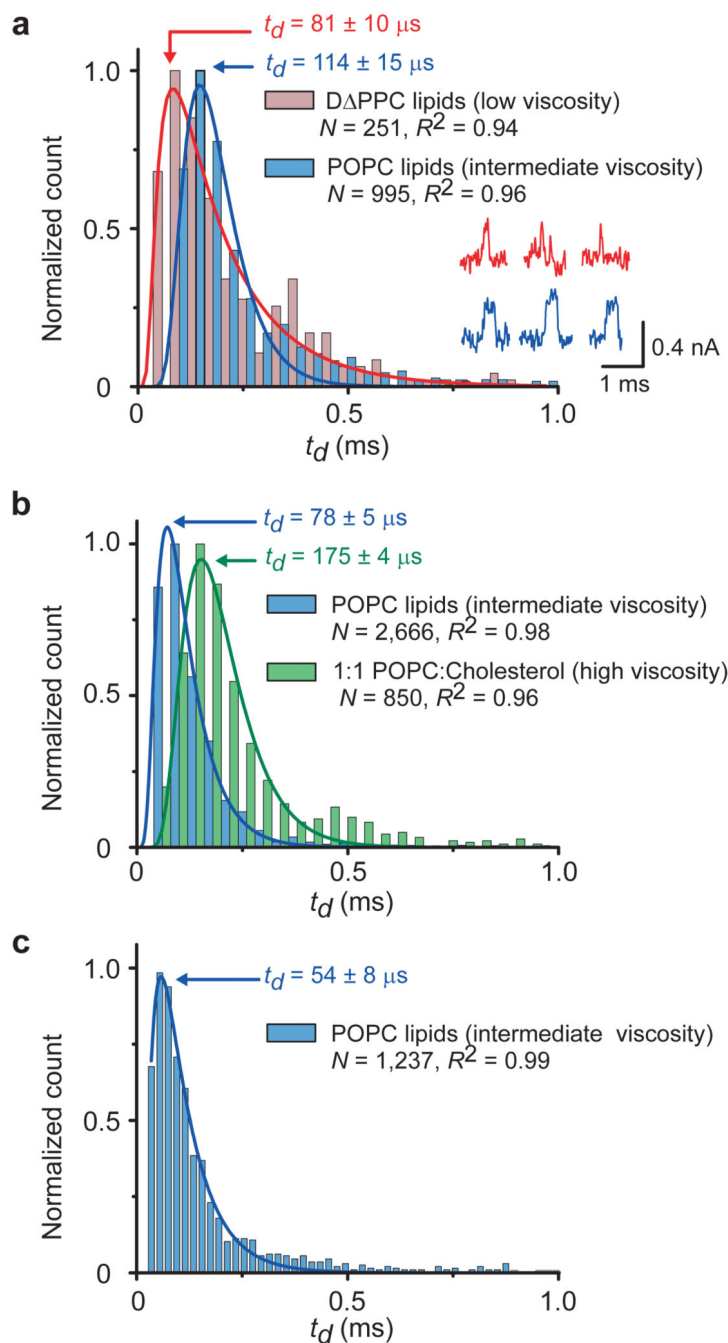 a
t_d = 81 ± 10 μs
t_d = 114 ± 15 μs
DΔPPC lipids (low viscosity)
N = 251, R² = 0.94
POPC lipids (intermediate viscosity)
N = 995, R² = 0.96
0.4 nA
1 ms
Normalized count
1.0
0.5
0
0.5
1.0
t_d (ms)
b
t_d = 78 ± 5 μs
t_d = 175 ± 4 μs
POPC lipids (intermediate viscosity)
N = 2,666, R² = 0.98
1:1 POPC:Cholesterol (high viscosity)
N = 850, R² = 0.96
Normalized count
1.0
0.5
0
0.5
1.0
t_d (ms)
c
t_d = 54 ± 8 μs
POPC lipids (intermediate viscosity)
N = 1,237, R² = 0.99
Normalized count
1.0
0.5
0
0.5
1.0
t_d (ms)